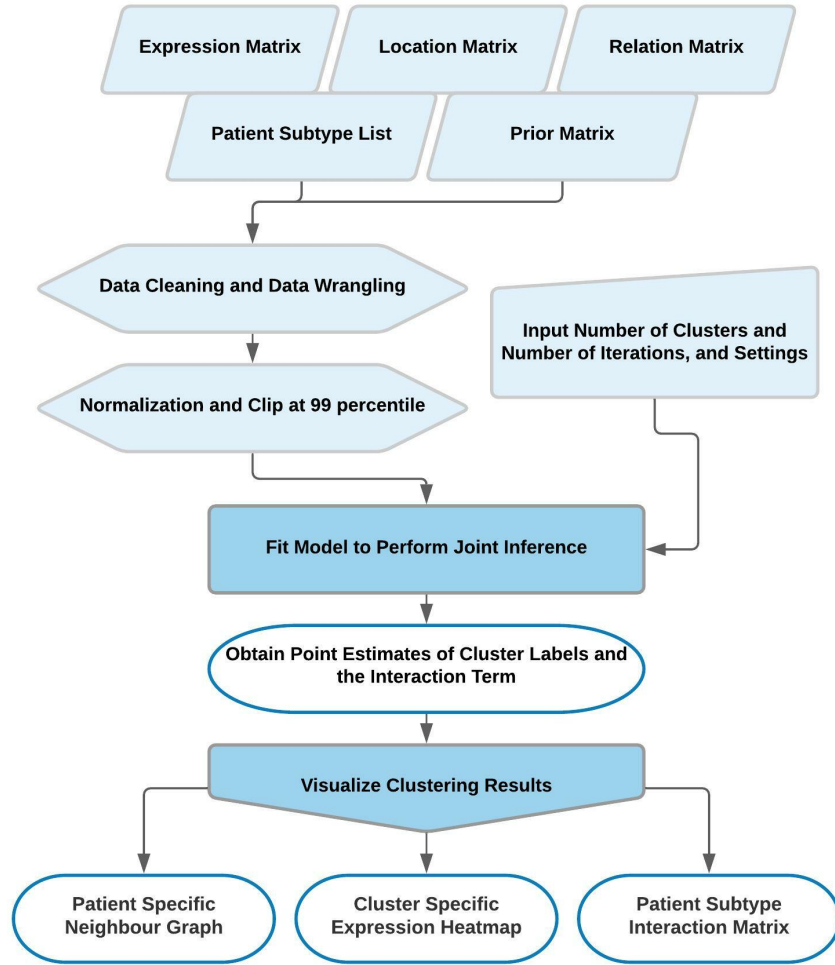 Expression Matrix
Location Matrix
Relation Matrix
Patient Subtype List
Prior Matrix
Data Cleaning and Data Wrangling
Input Number of Clusters and
Number of Iterations, and Settings
Normalization and Clip at 99 percentile
Fit Model to Perform Joint Inference
Obtain Point Estimates of Cluster Labels and
the Interaction Term
Visualize Clustering Results
Patient Specific
Neighbour Graph
Cluster Specific
Expression Heatmap
Patient Subtype
Interaction Matrix